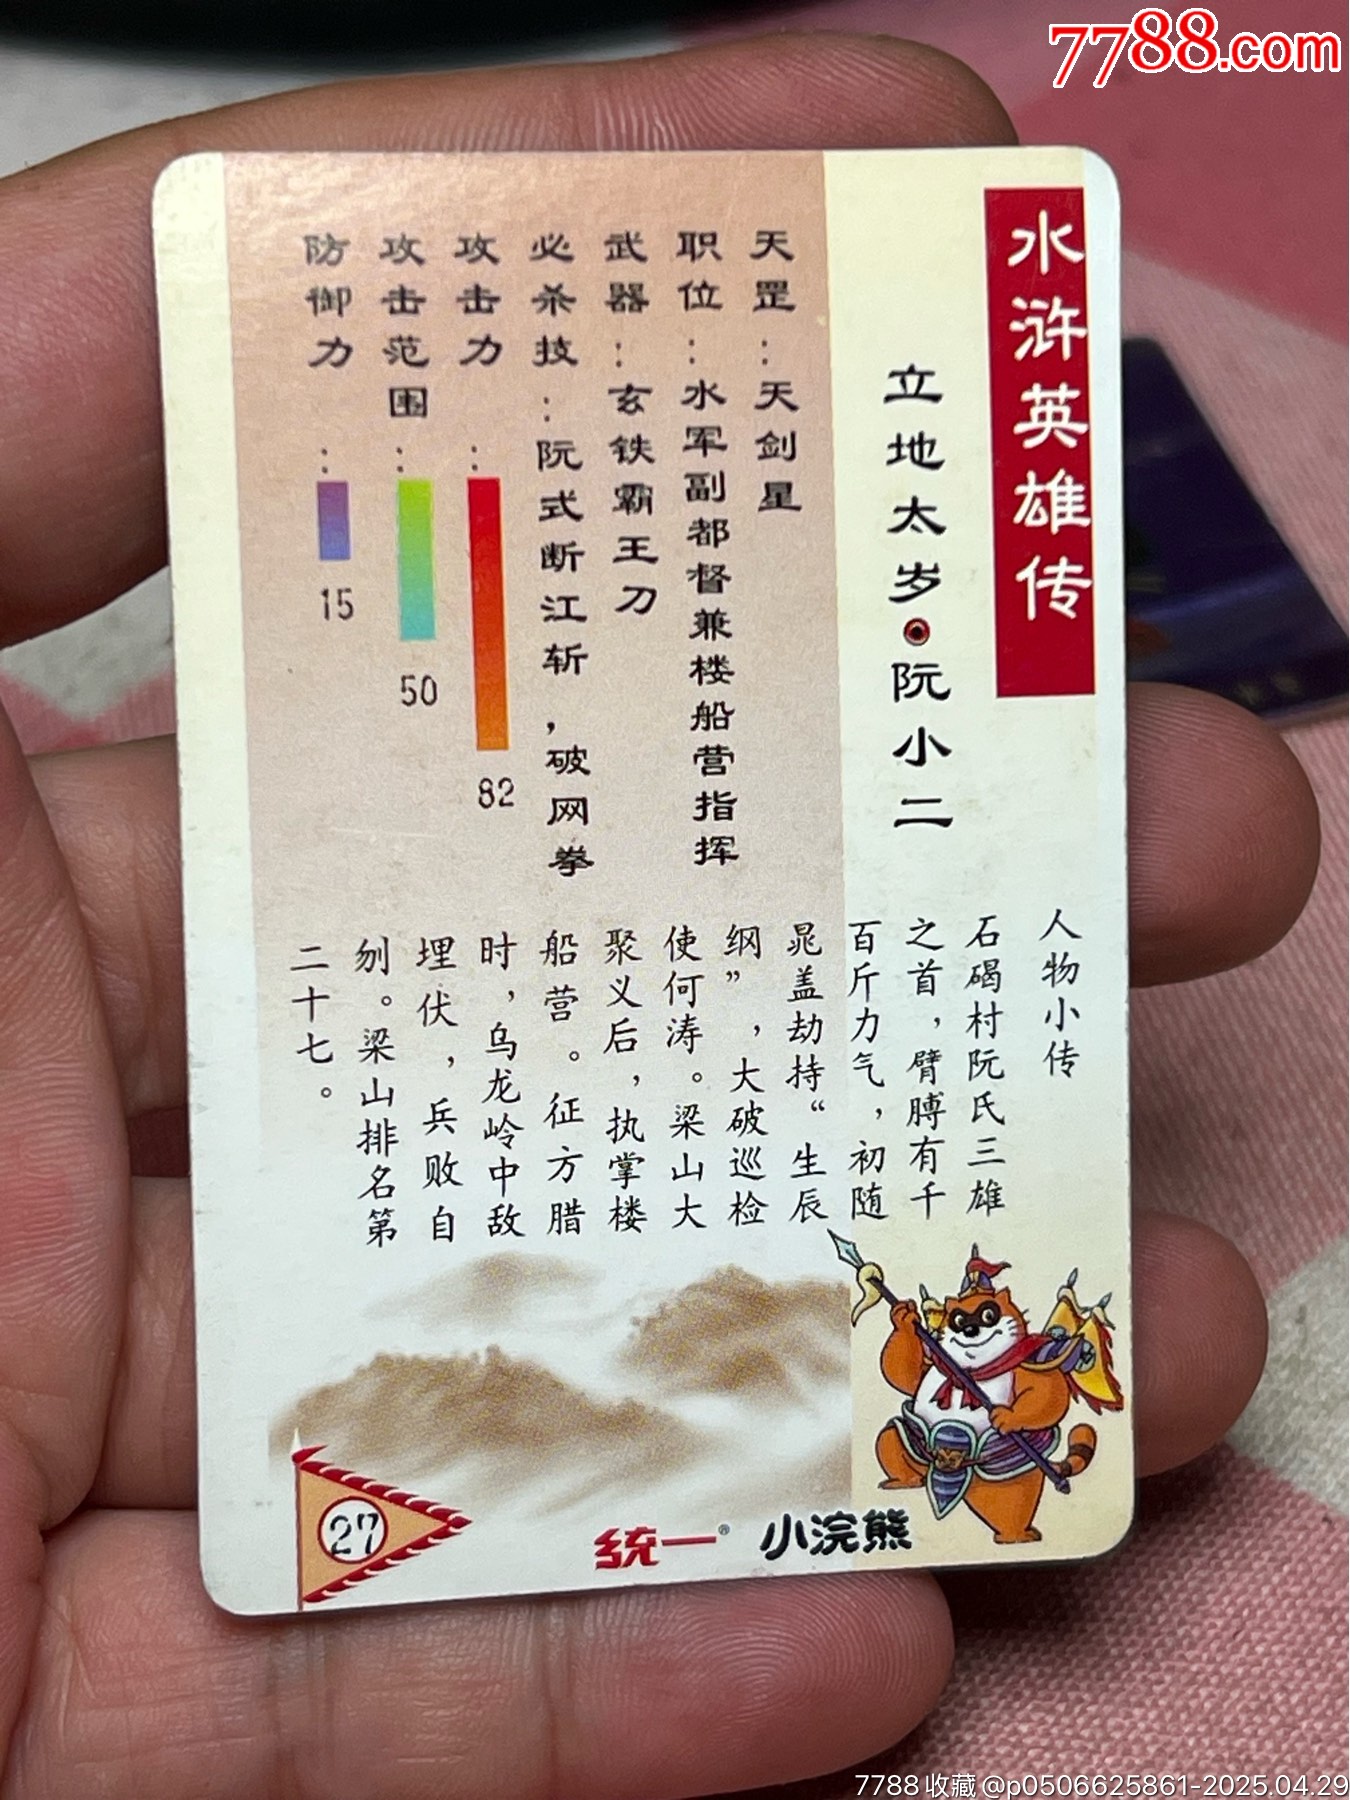 7788.com
水浒英雄传
立地太岁·阮小二
天罡:天剑星
职位:水军副都督兼楼船营指挥
武器:玄铁霸王刀
必杀技:阮式断江斩,破网拳
攻击力:82
攻击范围:50
防御力:15
人物小传
石碣村阮氏三雄
之首,臂膊有千
百斤力气,初随
晁盖劫持“生辰
纲”,大破巡检
使何涛。梁山大
聚义后,执掌楼
船营。征方腊
时,乌龙岭中敌
埋伏,兵败自
刎。梁山排名第
二十七。
27
统一® 小浣熊
7788收藏@p0506625861-2025.04.29